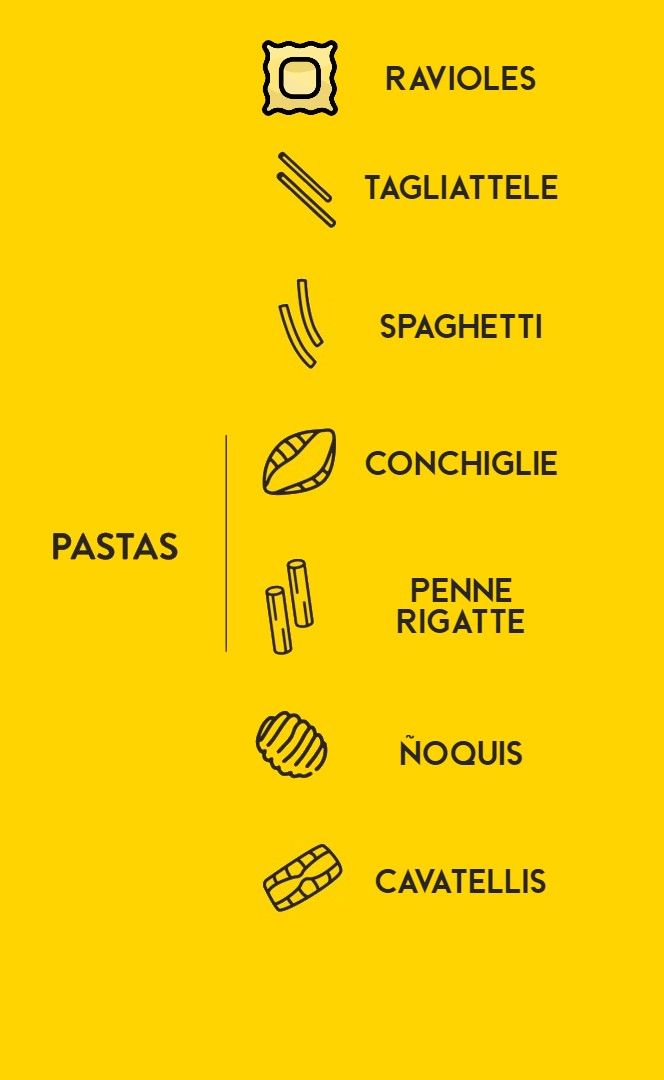 RAVIOLES
TAGLIATTELE
SPAGHETTI
CONCHIGLIE
PASTAS
PENNE
RIGATTE
ÑOQUIS
CAVATELLIS